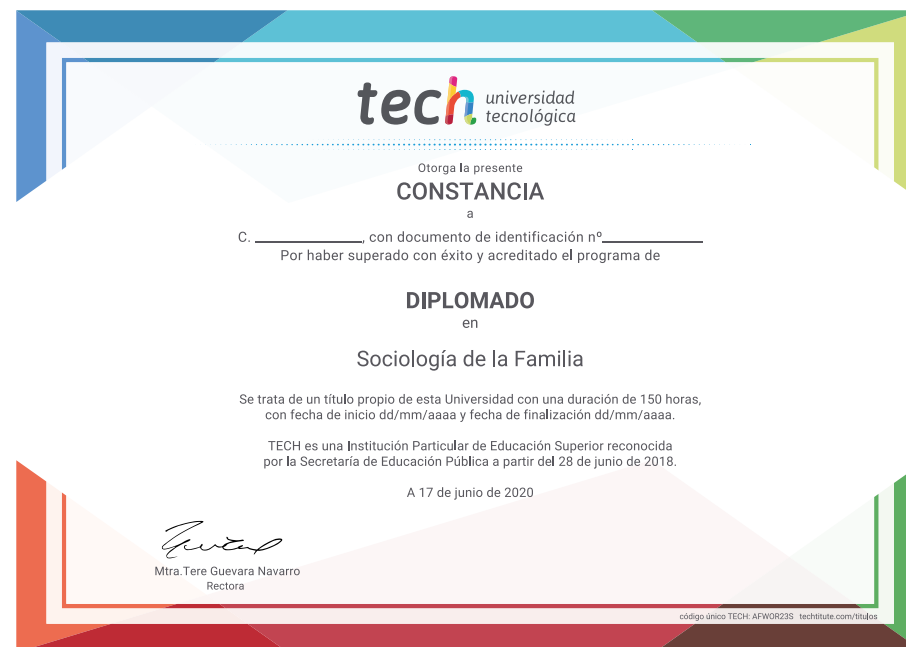 tech universidad
tecnológica
Otorga la presente
CONSTANCIA
a
C. ____________, con documento de identificación nº____________
Por haber superado con éxito y acreditado el programa de
DIPLOMADO
en
Sociología de la Familia
Se trata de un título propio de esta Universidad con una duración de 150 horas,
con fecha de inicio dd/mm/aaaa y fecha de finalización dd/mm/aaaa.
TECH es una Institución Particular de Educación Superior reconocida
por la Secretaría de Educación Pública a partir del 28 de junio de 2018.
A 17 de junio de 2020
Mtra.Tere Guevara Navarro
Rectora
código único TECH: AFWOR23S techtitute.com/titulos